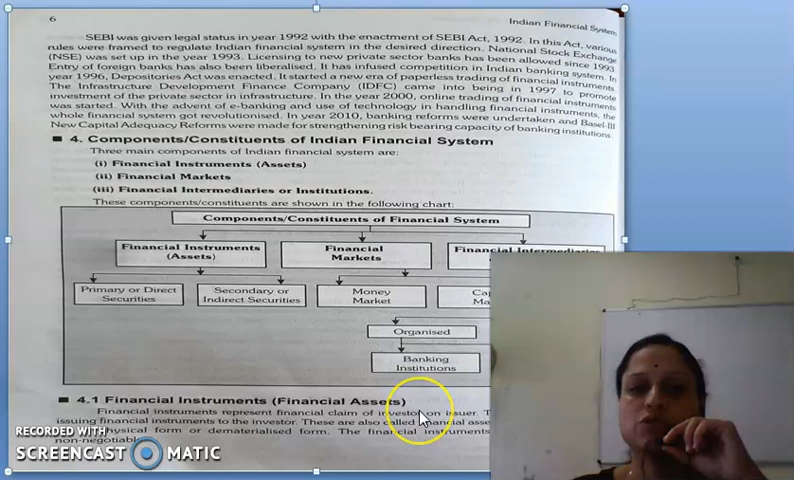 6
Indian Financial System
SEBI was given legal status in year 1992 with the enactment of SEBI Act, 1992. In this Act, various
rules were framed to regulate Indian financial system in the desired direction. National Stock Exchange
(NSE) was set up in the year 1993. Licensing to new private sector banks has been allowed since 1993.
Entry of foreign banks has also been liberalised. It has infused competition in Indian banking system. In
year 1996, Depositories Act was enacted. It started a new era of paperless trading of financial instruments.
The Infrastructure Development Finance Company (IDFC) came into being in 1997 to promote
investment of the private sector in infrastructure. In the year 2000, online trading of financial instruments
was started. With the advent of e-banking and use of technology in handling financial instruments, the
whole financial system got revolutionised. In year 2010, banking reforms were undertaken and Basel-III
New Capital Adequacy Reforms were made for strengthening risk bearing capacity of banking institutions.
■ 4. Components/Constituents of Indian Financial System
Three main components of Indian financial system are:
(i) Financial Instruments (Assets)
(ii) Financial Markets
(iii) Financial Intermediaries or Institutions.
These components/constituents are shown in the following chart:
Components/Constituents of Financial System
Financial Instruments
(Assets)
Financial
Markets
Financial Intermediaries
Primary or Direct
Securities
Secondary or
Indirect Securities
Money
Market
Organised
Banking
Institutions
■ 4.1 Financial Instruments (Financial Assets)
Financial instruments represent financial claim of investor on issuer.
issuing financial instruments to the investor. These are also called financial
physical form or dematerialised form. The financial instruments
non-negotiable
RECORDED WITH
SCREENCAST MATIC